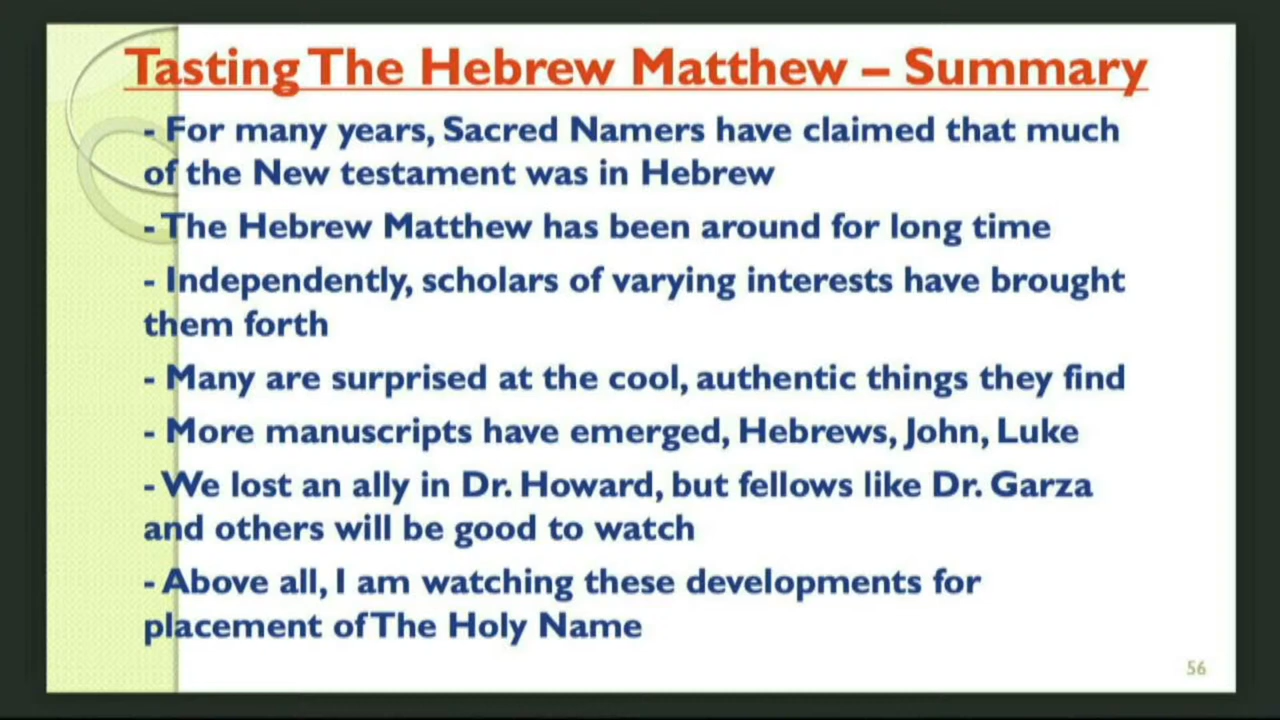 Tasting The Hebrew Matthew – Summary
- For many years, Sacred Namers have claimed that much
of the New testament was in Hebrew
- The Hebrew Matthew has been around for long time
- Independently, scholars of varying interests have brought
them forth
- Many are surprised at the cool, authentic things they find
- More manuscripts have emerged, Hebrews, John, Luke
- We lost an ally in Dr. Howard, but fellows like Dr. Garza
and others will be good to watch
- Above all, I am watching these developments for
placement of The Holy Name
56